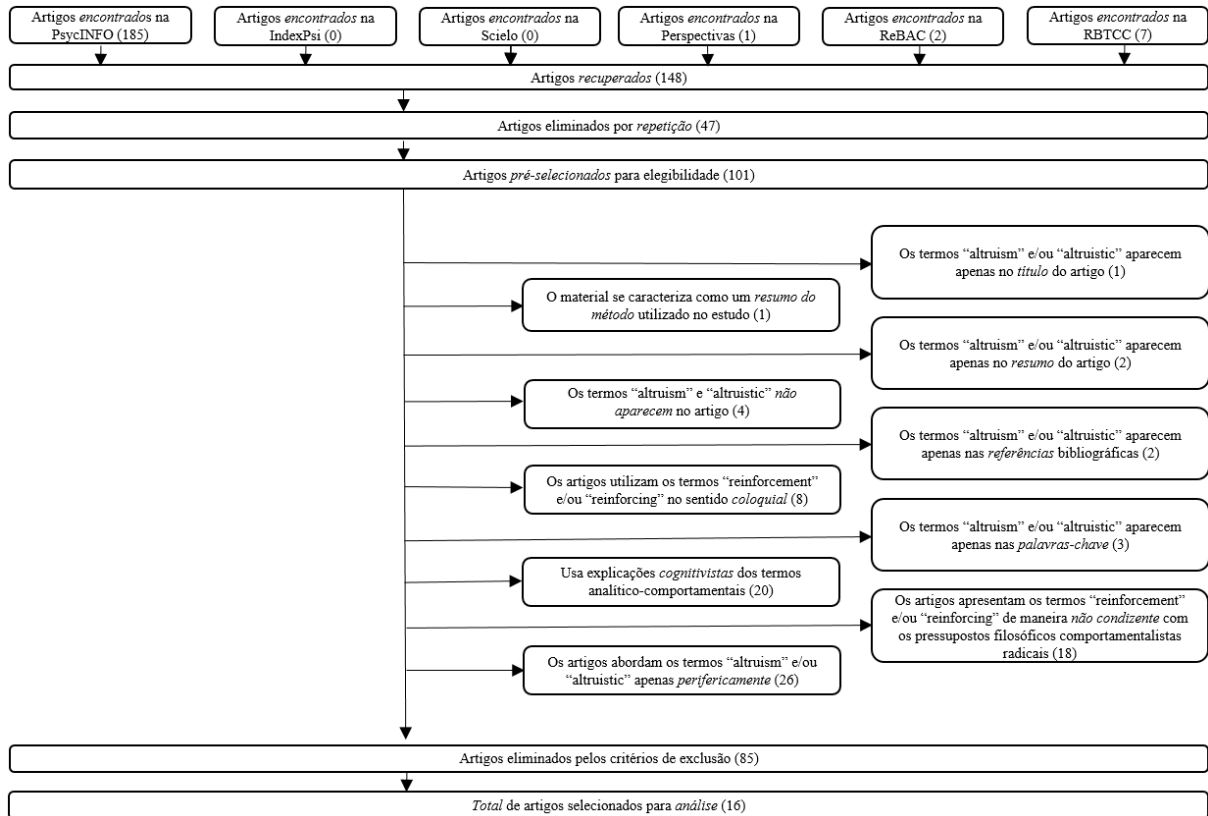 Artigos encontrados na
PsycINFO (185)
Artigos encontrados na
IndexPsi (0)
Artigos encontrados na
Scielo (0)
Artigos encontrados na
Perspectivas (1)
Artigos encontrados na
ReBAC (2)
Artigos encontrados na
RBTCC (7)
Artigos recuperados (148)
Artigos eliminados por repetição (47)
Artigos pré-selecionados para elegibilidade (101)
Os termos “altruism” e/ou “altruistic” aparecem
apenas no título do artigo (1)
O material se caracteriza como um resumo do
método utilizado no estudo (1)
Os termos “altruism” e/ou “altruistic” aparecem
apenas no resumo do artigo (2)
Os termos “altruism” e “altruistic” não
aparecem no artigo (4)
Os termos “altruism” e/ou “altruistic” aparecem
apenas nas referências bibliográficas (2)
Os artigos utilizam os termos “reinforcement”
e/ou “reinforcing” no sentido coloquial (8)
Os termos “altruism” e/ou “altruistic” aparecem
apenas nas palavras-chave (3)
Usa explicações cognitivistas dos termos
analítico-comportamentais (20)
Os artigos apresentam os termos “reinforcement”
e/ou “reinforcing” de maneira não condizente com
os pressupostos filosóficos comportamentalistas
radicais (18)
Os artigos abordam os termos “altruism” e/ou
“altruistic” apenas perifericamente (26)
Artigos eliminados pelos critérios de exclusão (85)
Total de artigos selecionados para análise (16)